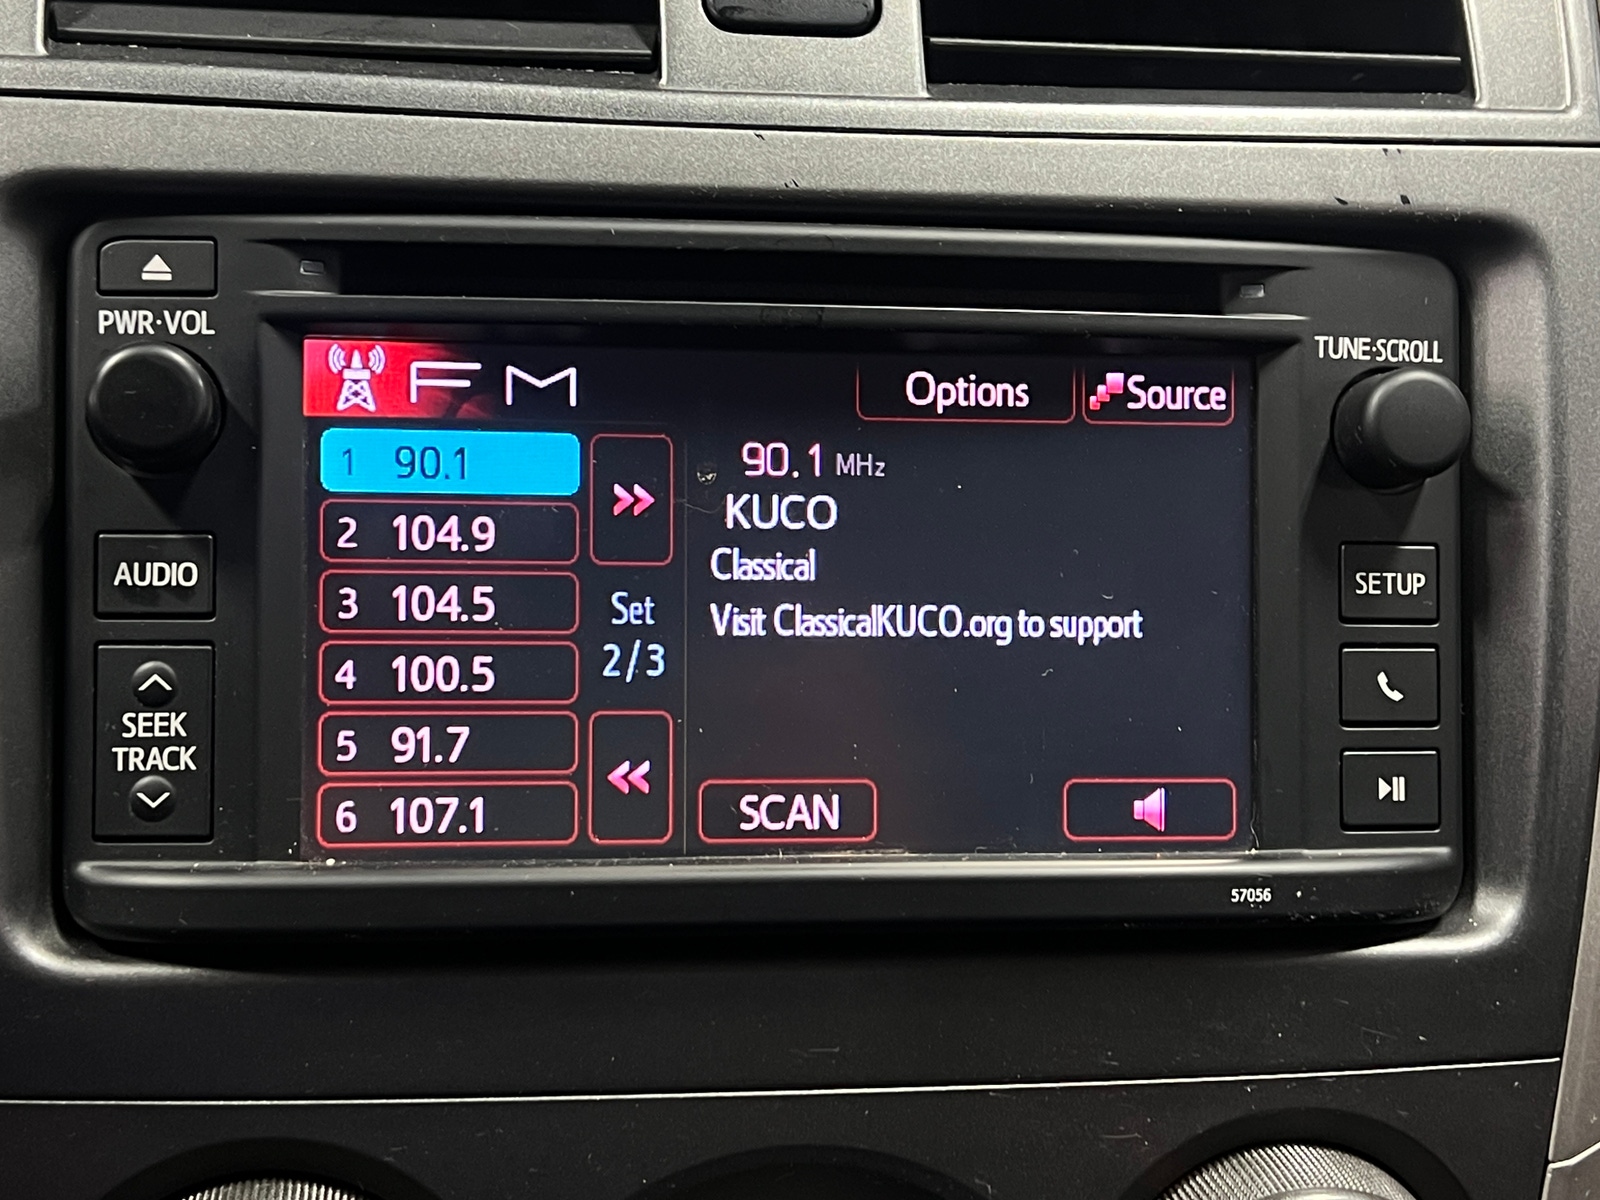 PWR·VOL
TUNE·SCROLL
FM
Options
Source
1 90.1
90.1 MHz
KUCO
2 104.9
Classical
3 104.5
Set
Visit ClassicalKUCO.org to support
2/3
4 100.5
5 91.7
6 107.1
SCAN
AUDIO
SEEK
TRACK
SETUP
57056